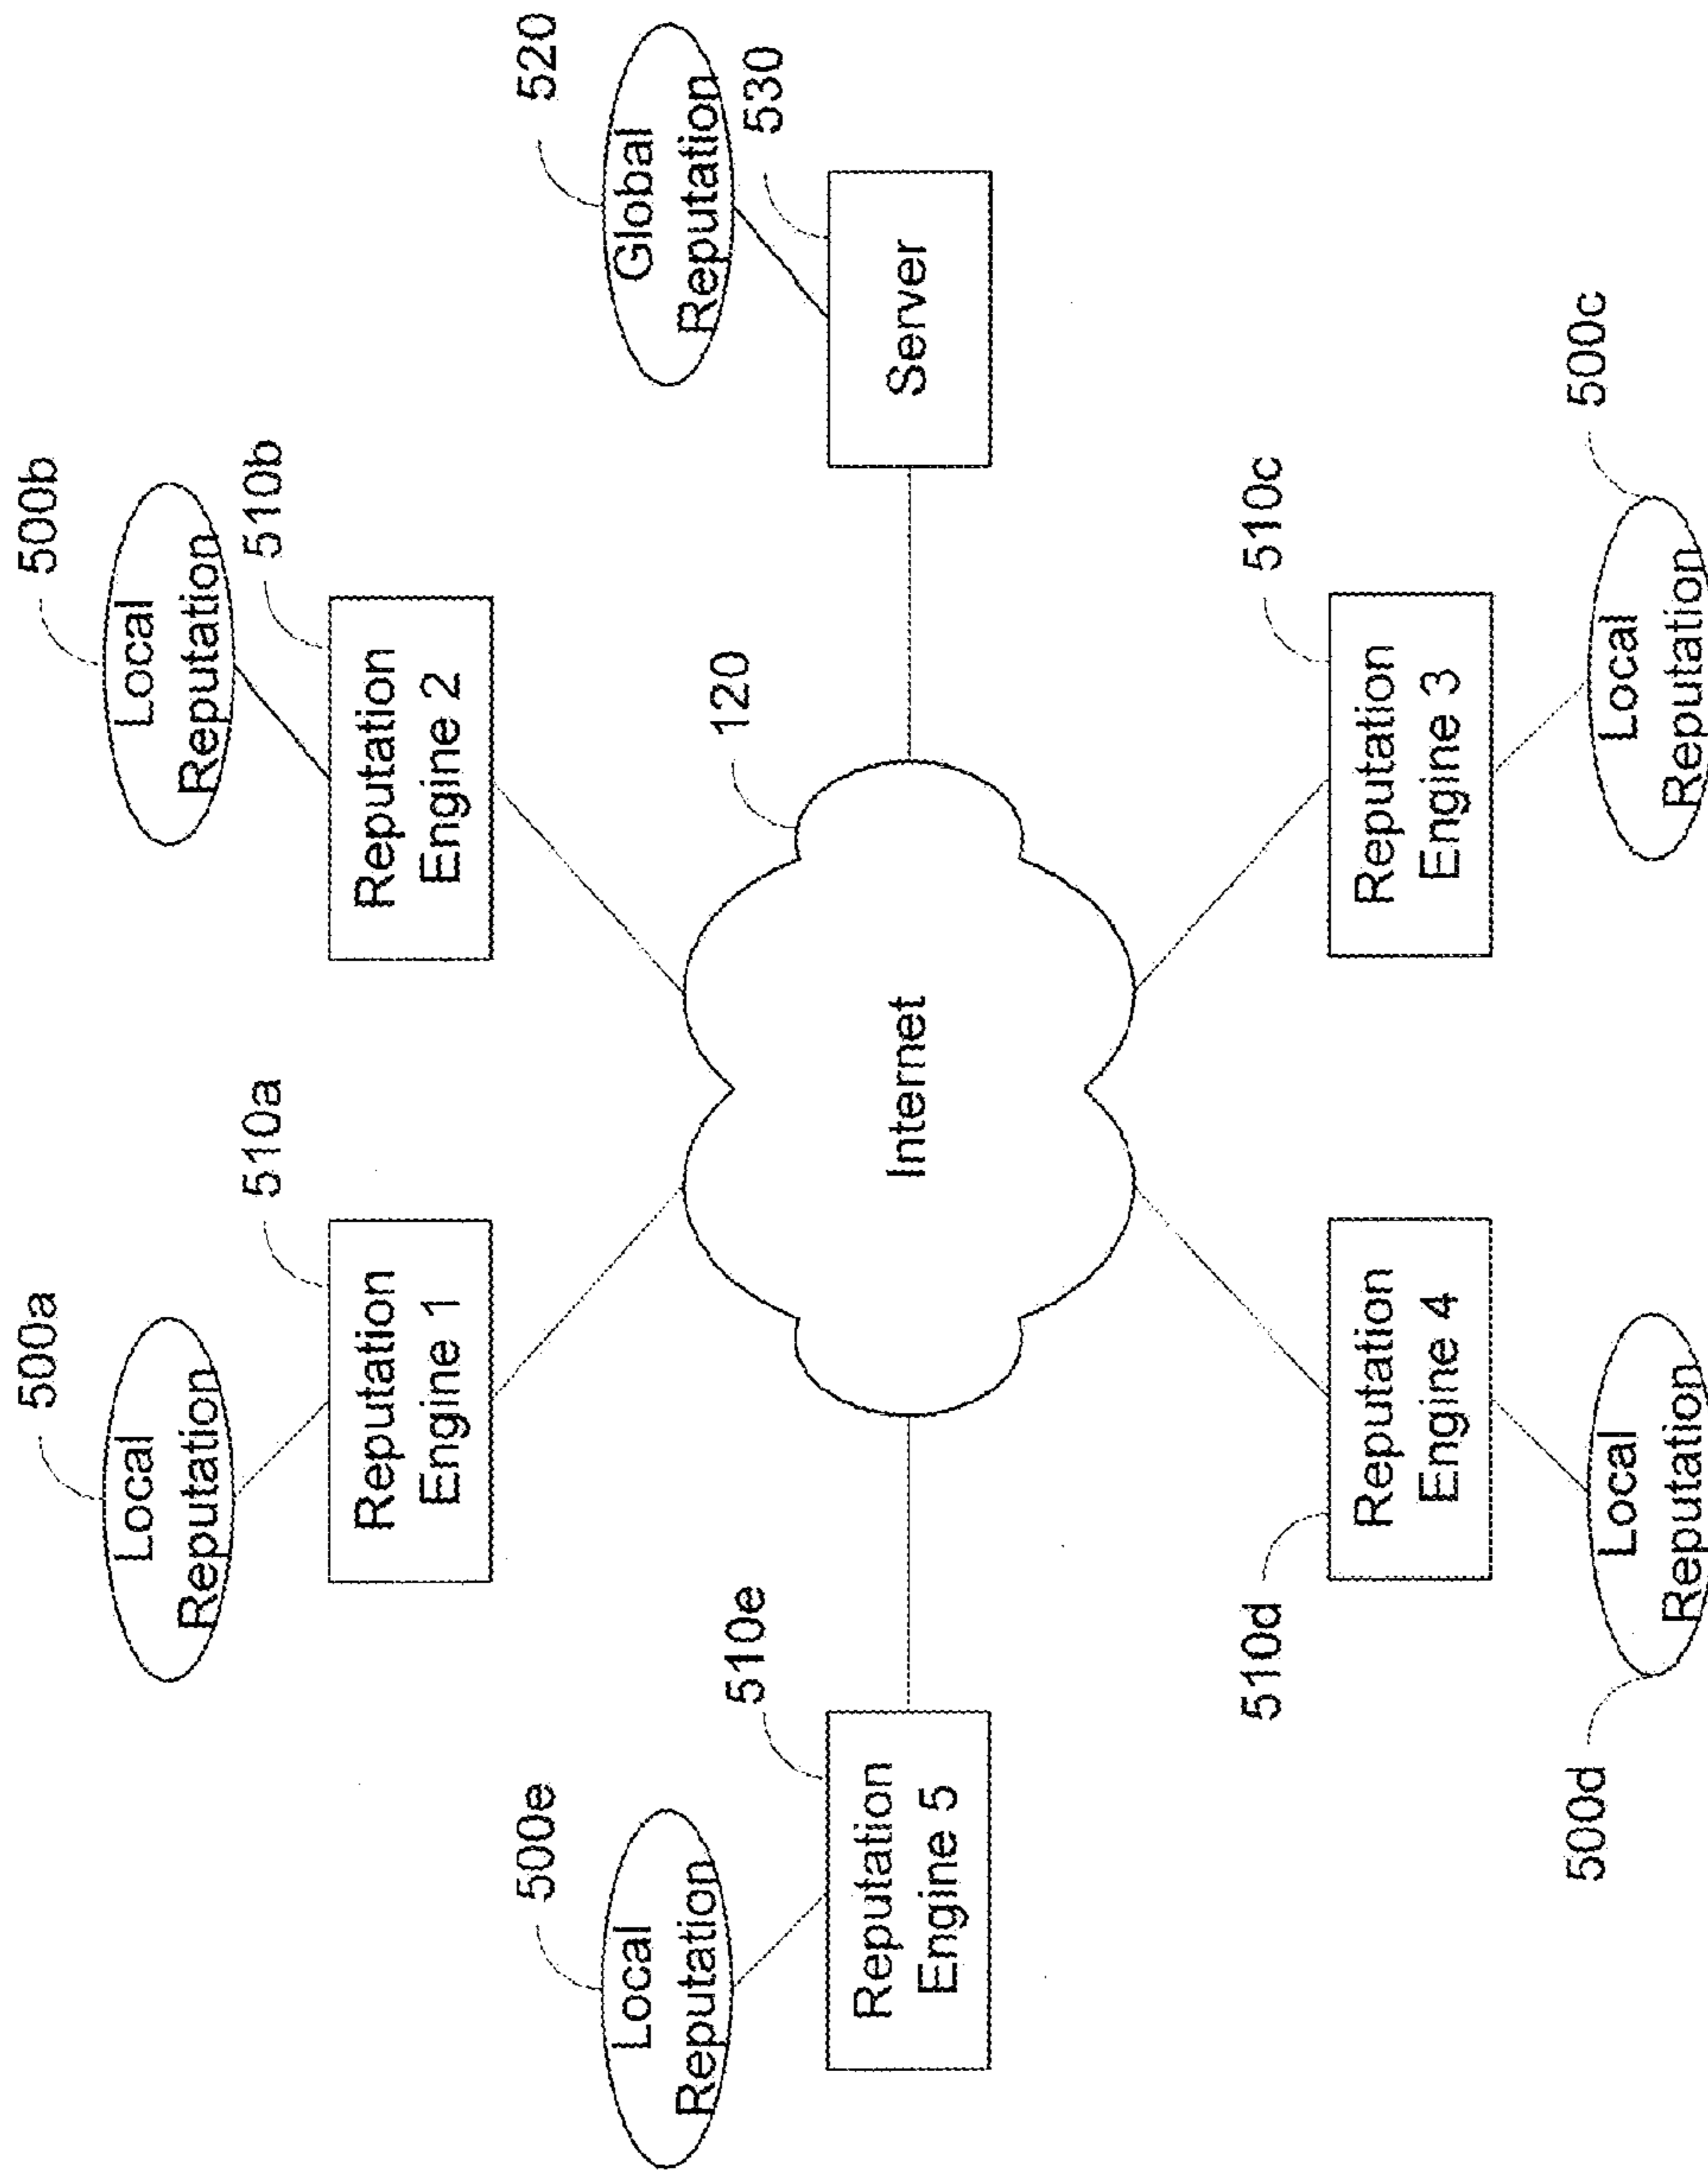 500a
Local
Reputation
510a
Reputation
Engine 1
500b
Local
Reputation
510b
Reputation
Engine 2
500e
Local
Reputation
510e
Reputation
Engine 5
120
Internet
520
Global
Reputation
530
Server
510d
Reputation
Engine 4
500d
Local
Reputation
510c
Reputation
Engine 3
500c
Local
Reputation